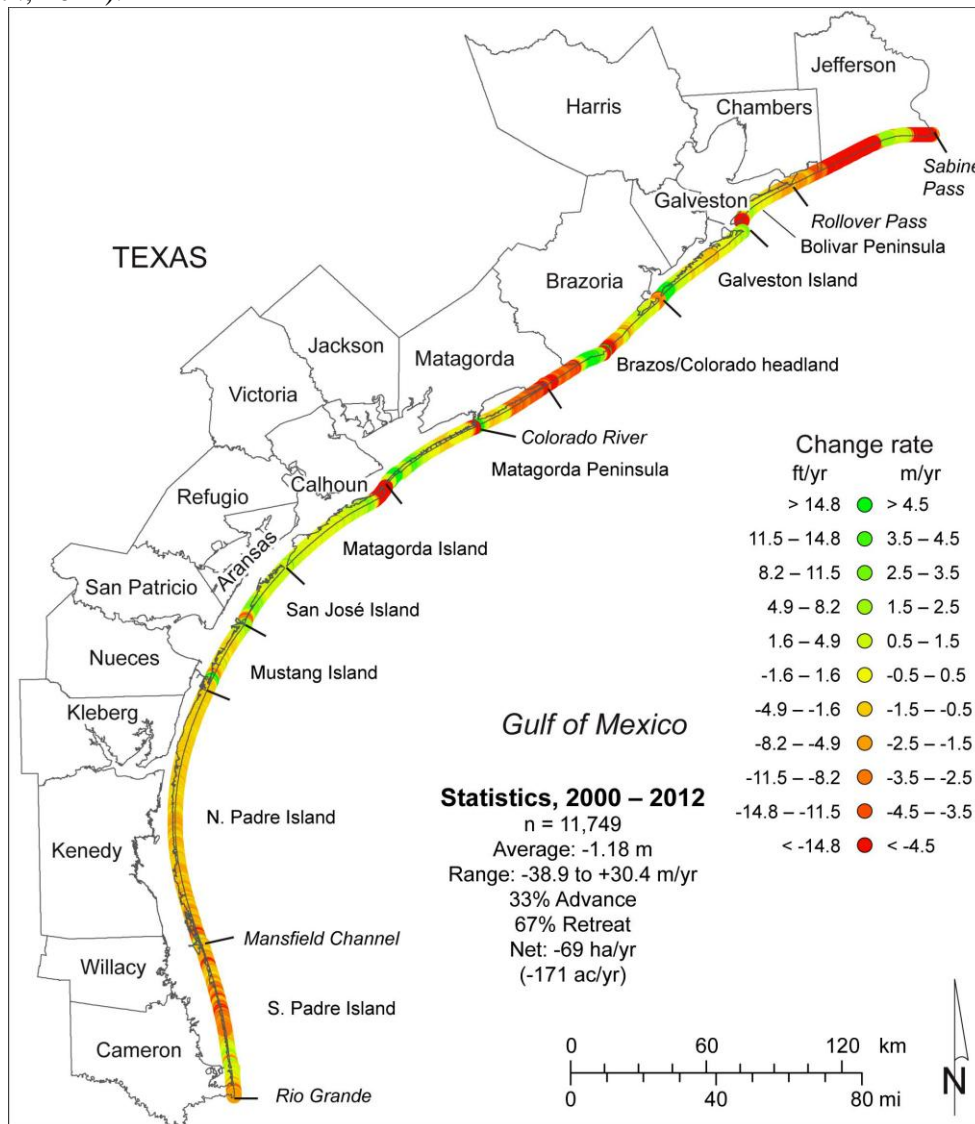 Jefferson
Harris
Chambers
Sabine
Pass
Galveston
Rollover Pass
Bolivar Peninsula
TEXAS
Brazoria
Galveston Island
Jackson
Matagorda
Victoria
Brazos/Colorado headland
Colorado River
Matagorda Peninsula
Calhoun
Refugio
Aransas
Matagorda Island
San Patricio
San José Island
Nueces
Mustang Island
Kleberg
Gulf of Mexico
N. Padre Island
Kenedy
Mansfield Channel
Willacy
S. Padre Island
Cameron
Rio Grande
Change rate
ft/yr m/yr
> 14.8 > 4.5
11.5 – 14.8 3.5 – 4.5
8.2 – 11.5 2.5 – 3.5
4.9 – 8.2 1.5 – 2.5
1.6 – 4.9 0.5 – 1.5
-1.6 – 1.6 -0.5 – 0.5
-4.9 – -1.6 -1.5 – -0.5
-8.2 – -4.9 -2.5 – -1.5
-11.5 – -8.2 -3.5 – -2.5
-14.8 – -11.5 -4.5 – -3.5
< -14.8 < -4.5
Statistics, 2000 – 2012
n = 11,749
Average: -1.18 m
Range: -38.9 to +30.4 m/yr
33% Advance
67% Retreat
Net: -69 ha/yr
(-171 ac/yr)
0 60 120 km
0 40 80 mi
N